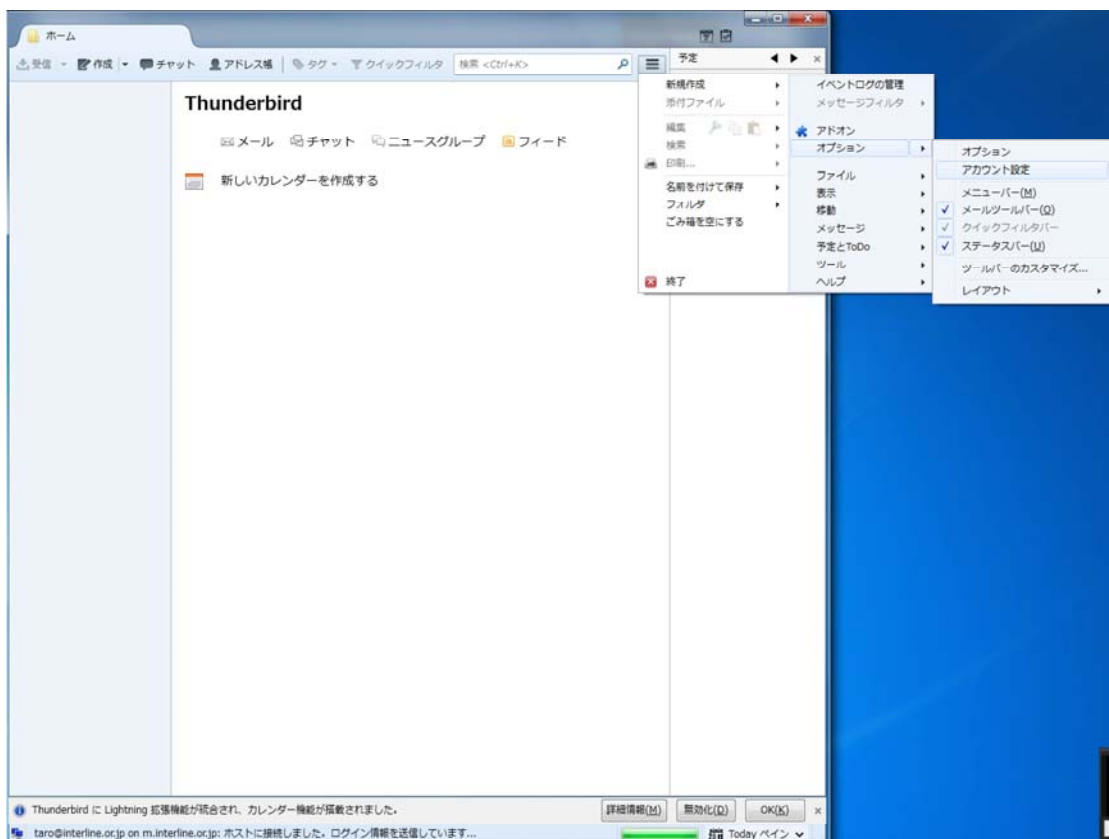 ホーム
受信 作成 チャット アドレス帳 タグ クイックフィルタ 検索 <Ctrl+K>
予定
Thunderbird
メール チャット ニュースグループ フィード
新しいカレンダーを作成する
新規作成
添付ファイル
編集
検索
印刷...
名前を付けて保存
フォルダ
ごみ箱を空にする
終了
イベントログの管理
メッセージフィルタ
アドオン
オプション
ファイル
表示
移動
メッセージ
予定とToDo
ツール
ヘルプ
オプション
アカウント設定
メニューバー(M)
メールツールバー(O)
クイックフィルタバー
ステータスバー(U)
ツールバーのカスタマイズ...
レイアウト
Thunderbird に Lightning 拡張機能が統合され、カレンダー機能が搭載されました。 詳細情報(M) 無効化(D) OK(K)
taro@interline.or.jp on m.interline.or.jp: ホストに接続しました。ログイン情報を送信しています... Today ペイン